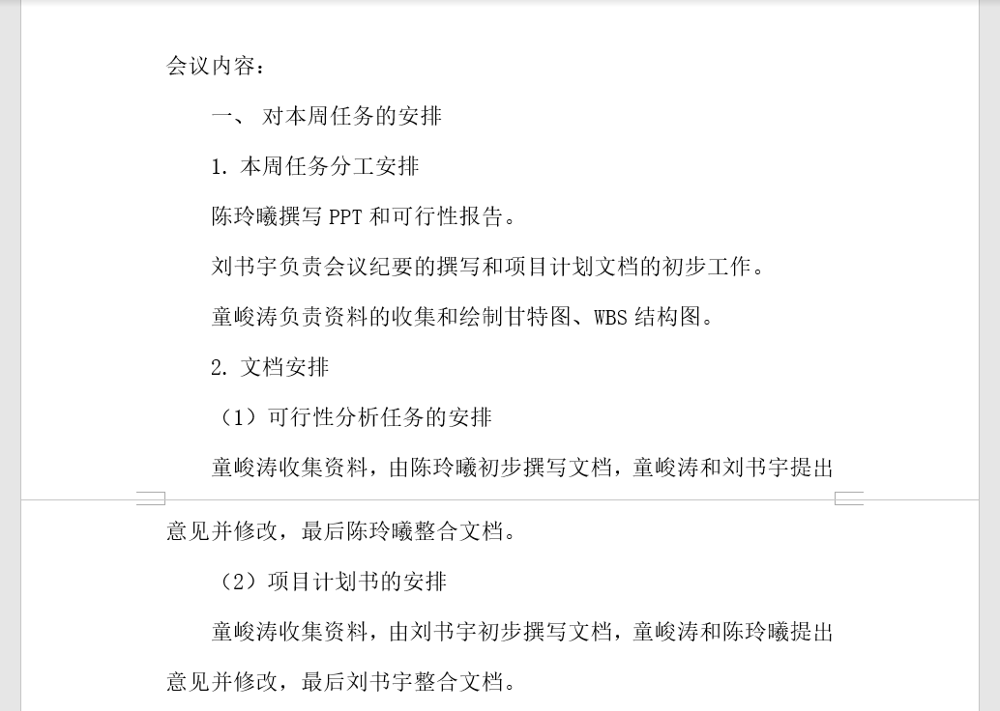 会议内容：
一、 对本周任务的安排
1. 本周任务分工安排
陈玲曦撰写 PPT 和可行性报告。
刘书宇负责会议纪要的撰写和项目计划文档的初步工作。
童峻涛负责资料的收集和绘制甘特图、WBS 结构图。
2. 文档安排
（1）可行性分析任务的安排
童峻涛收集资料，由陈玲曦初步撰写文档，童峻涛和刘书宇提出
意见并修改，最后陈玲曦整合文档。
（2）项目计划书的安排
童峻涛收集资料，由刘书宇初步撰写文档，童峻涛和陈玲曦提出
意见并修改，最后刘书宇整合文档。